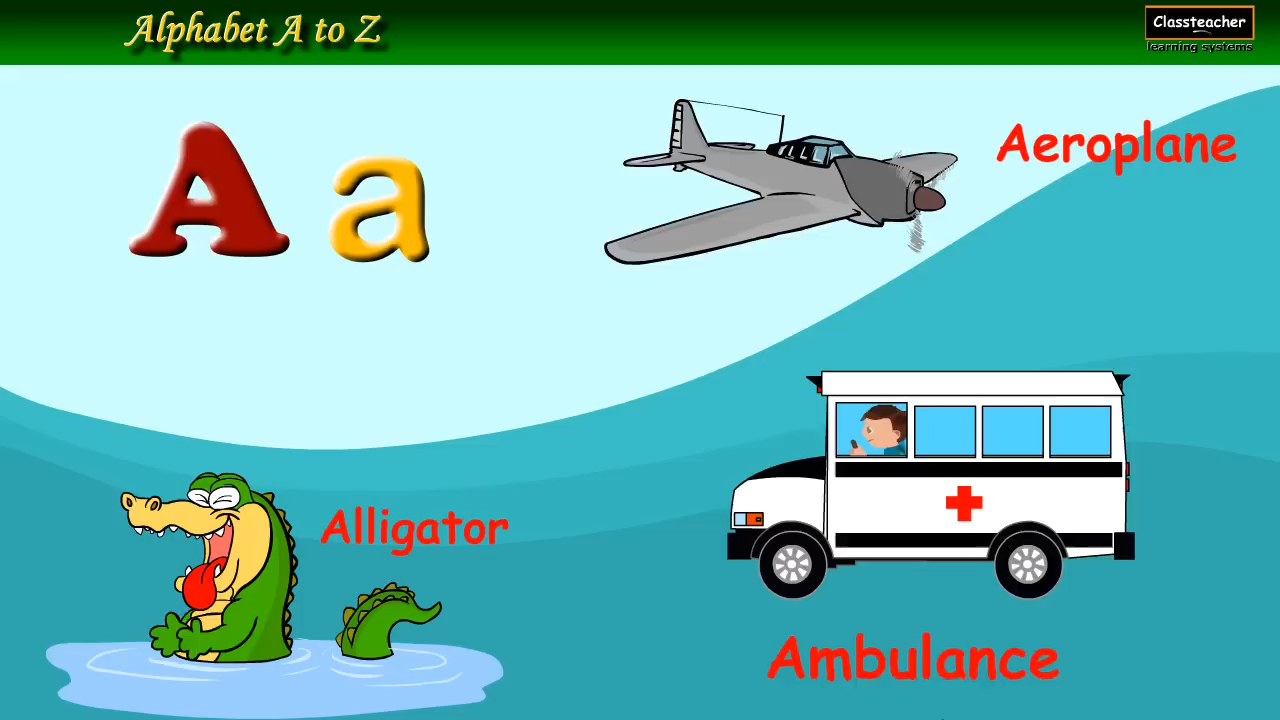 Alphabet A to Z
Classteacher
learning systems
A a
Aeroplane
Alligator
Ambulance